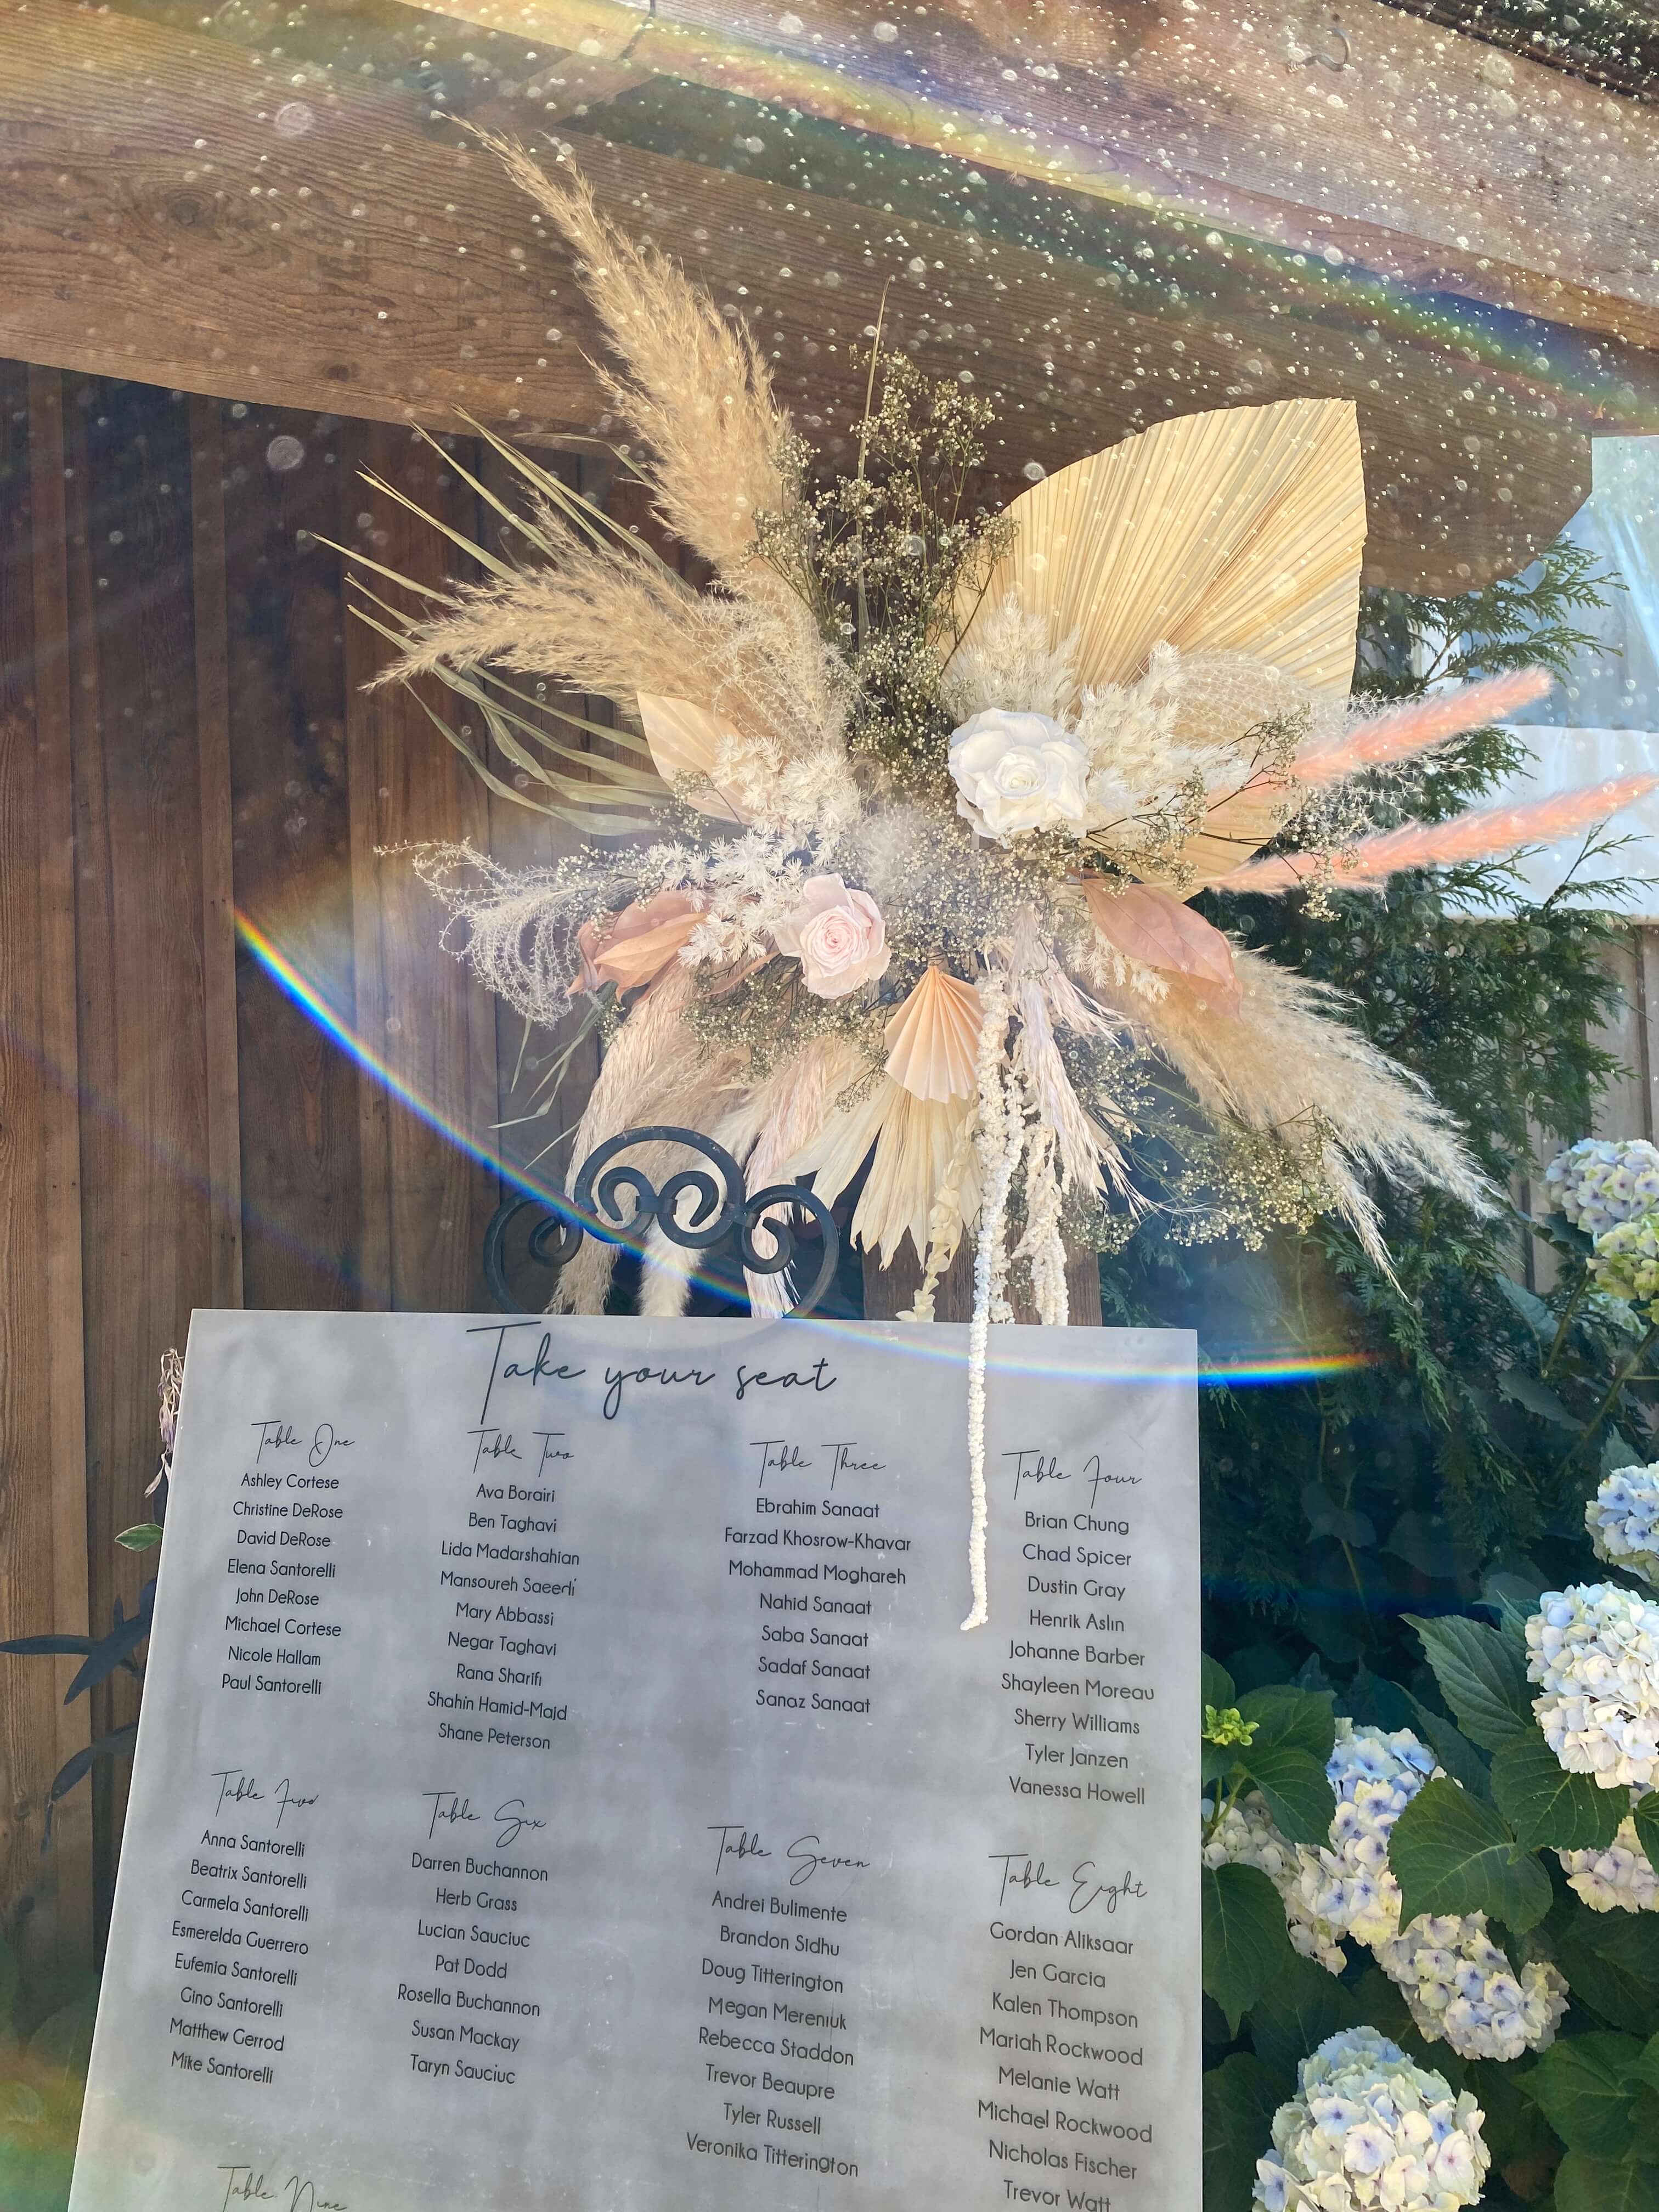 Take your seat
Table One
Ashley Cortese
Christine DeRose
David DeRose
Elena Santorelli
John DeRose
Michael Cortese
Nicole Hallam
Paul Santorelli
Table Two
Ava Borairi
Ben Taghavi
Lida Madarshahian
Mansoureh Saeedi
Mary Abbassi
Negar Taghavi
Rana Sharifi
Shahin Hamid-Majd
Shane Peterson
Table Three
Ebrahim Sanaat
Farzad Khosrow-Khavar
Mohammad Moghareh
Nahid Sanaat
Saba Sanaat
Sadaf Sanaat
Sanaz Sanaat
Table Four
Brian Chung
Chad Spicer
Dustin Gray
Henrik Aslin
Johanne Barber
Shayleen Moreau
Sherry Williams
Tyler Janzen
Vanessa Howell
Table Five
Anna Santorelli
Beatrix Santorelli
Carmela Santorelli
Esmerelda Guerrero
Eufemia Santorelli
Gino Santorelli
Matthew Gerrod
Mike Santorelli
Table Six
Darren Buchannon
Herb Grass
Lucian Sauciuc
Pat Dodd
Rosella Buchannon
Susan Mackay
Taryn Sauciuc
Table Seven
Andrei Bulimente
Brandon Sidhu
Doug Titterington
Megan Mereniuk
Rebecca Staddon
Trevor Beaupre
Tyler Russell
Veronika Titterington
Table Eight
Gordan Aliksaar
Jen Garcia
Kalen Thompson
Mariah Rockwood
Melanie Watt
Michael Rockwood
Nicholas Fischer
Trevor Watt
Table Nine